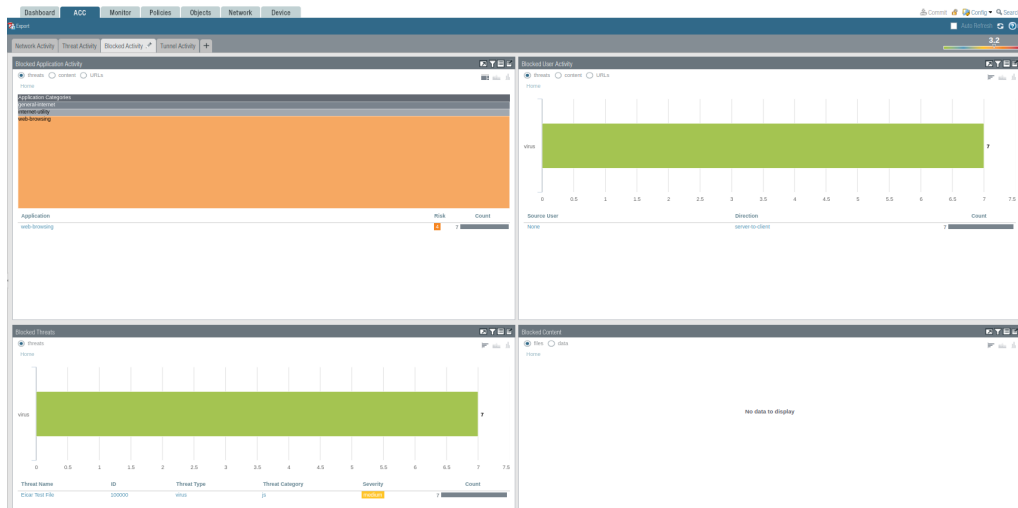 Dashboard ACC Monitor Policies Objects Network Device Commit Config Search
Export Auto Refresh
Network Activity Threat Activity Blocked Activity Tunnel Activity + 3.2
Blocked Application Activity
threats content URLs
Home
Application Categories
general-internet
internet-utility
web-browsing
Application Risk Count
web-browsing 4 7
Blocked User Activity
threats content URLs
Home
virus 7
0 0.5 1 1.5 2 2.5 3 3.5 4 4.5 5 5.5 6 6.5 7 7.5
Source User Direction Count
None server-to-client 7
Blocked Threats
threats
Home
virus 7
0 0.5 1 1.5 2 2.5 3 3.5 4 4.5 5 5.5 6 6.5 7 7.5
Threat Name ID Threat Type Threat Category Severity Count
Eicar Test File 100000 virus js medium 7
Blocked Content
files data
Home
No data to display